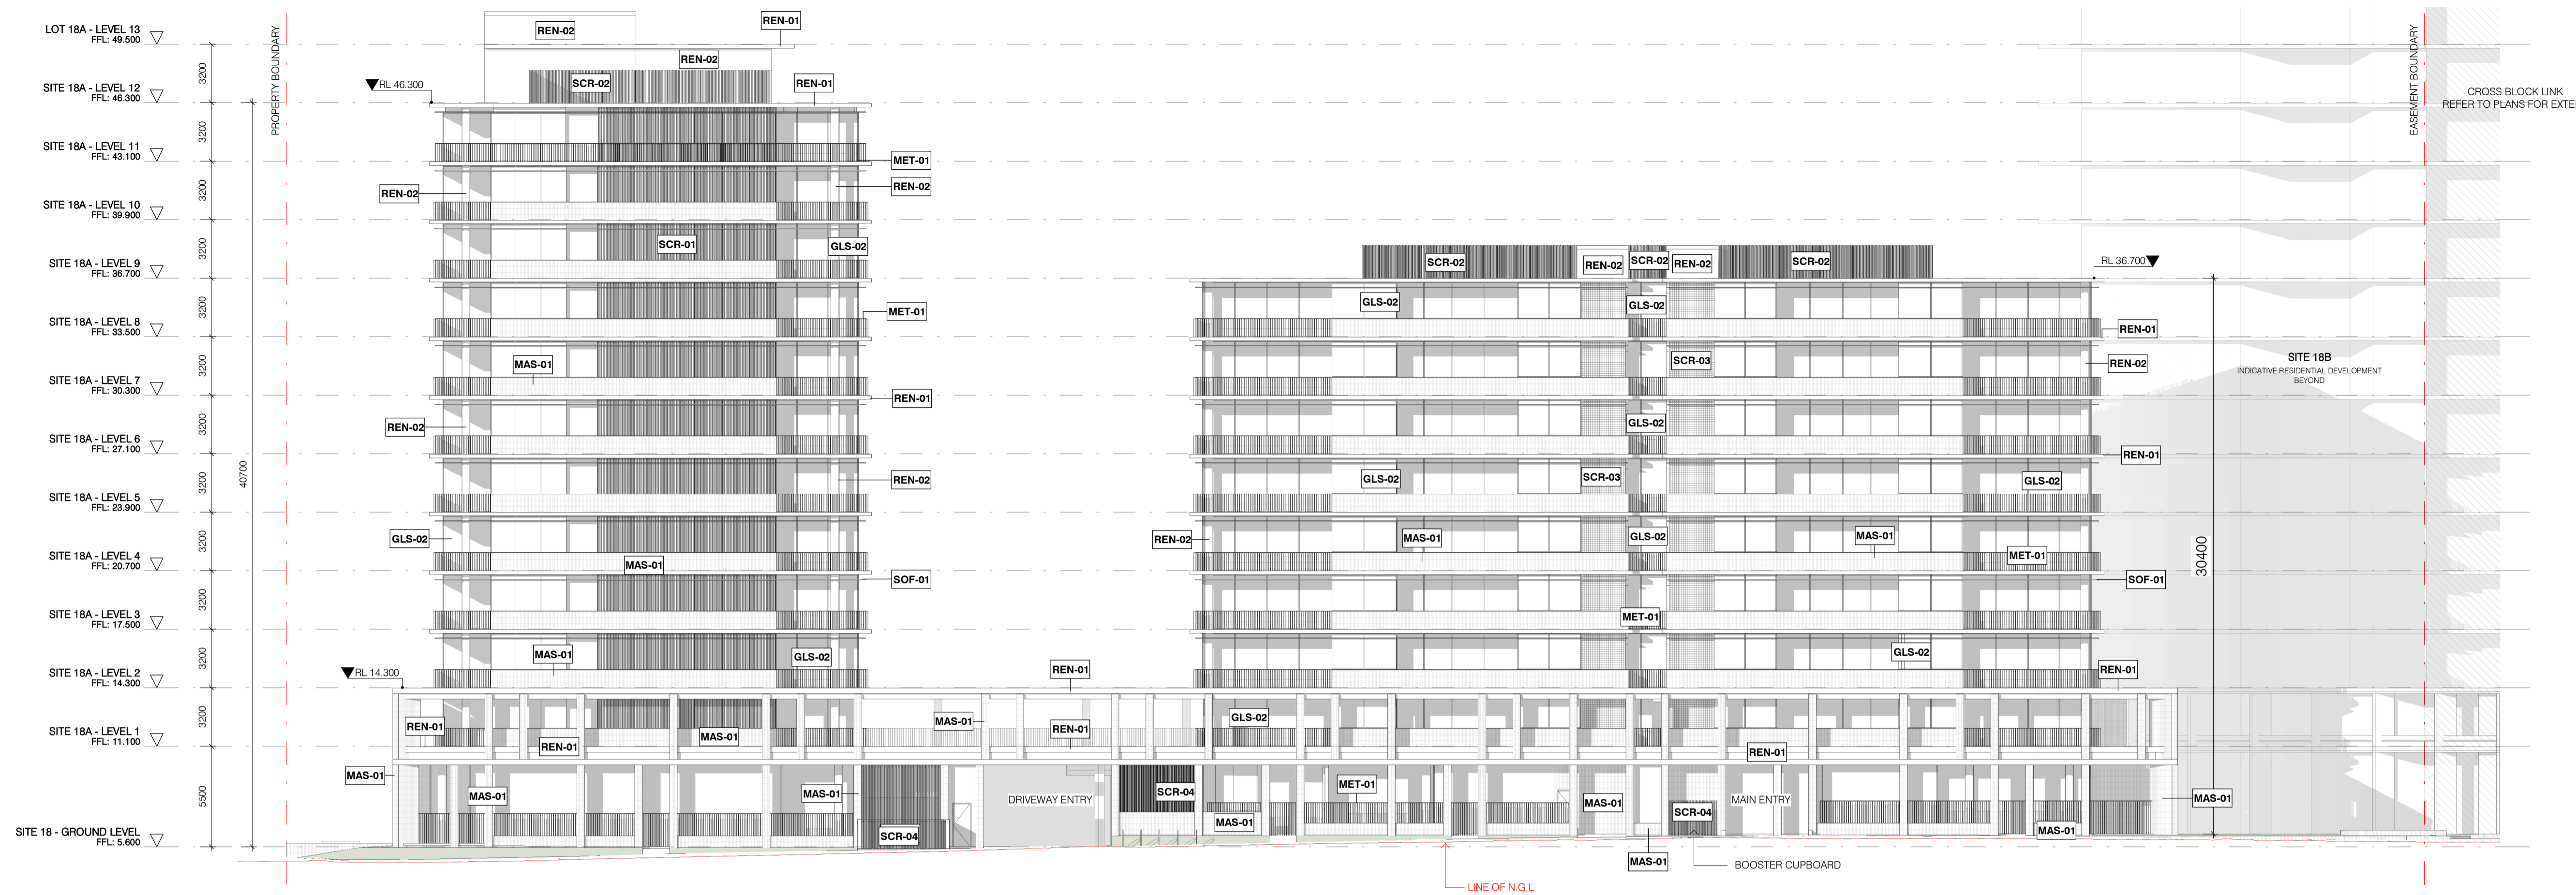 LOT 18A - LEVEL 13
FFL: 49.500
SITE 18A - LEVEL 12
FFL: 46.300
SITE 18A - LEVEL 11
FFL: 43.100
SITE 18A - LEVEL 10
FFL: 39.900
SITE 18A - LEVEL 9
FFL: 36.700
SITE 18A - LEVEL 8
FFL: 33.500
SITE 18A - LEVEL 7
FFL: 30.300
SITE 18A - LEVEL 6
FFL: 27.100
SITE 18A - LEVEL 5
FFL: 23.900
SITE 18A - LEVEL 4
FFL: 20.700
SITE 18A - LEVEL 3
FFL: 17.500
SITE 18A - LEVEL 2
FFL: 14.300
SITE 18A - LEVEL 1
FFL: 11.100
SITE 18 - GROUND LEVEL
FFL: 5.600
3200
3200
3200
3200
3200
3200
3200
3200
3200
3200
3200
3200
5500
40700
PROPERTY BOUNDARY
REN-02
REN-01
REN-02
SCR-02
REN-01
RL 46.300
MET-01
REN-02
REN-02
SCR-01
GLS-02
MET-01
MAS-01
REN-01
REN-02
REN-02
GLS-02
MAS-01
SOF-01
MAS-01
GLS-02
RL 14.300
REN-01
REN-01
REN-01
MAS-01
MAS-01
REN-01
MAS-01
MAS-01
MAS-01
SCR-04
DRIVEWAY ENTRY
SCR-02
REN-02
SCR-02
REN-02
SCR-02
RL 36.700
GLS-02
GLS-02
REN-01
SCR-03
REN-02
GLS-02
REN-01
GLS-02
SCR-03
GLS-02
REN-02
MAS-01
GLS-02
MAS-01
MET-01
SOF-01
MET-01
GLS-02
REN-01
GLS-02
REN-01
SCR-04
MAS-01
MET-01
MAS-01
SCR-04
MAIN ENTRY
MAS-01
MAS-01
MAS-01
BOOSTER CUPBOARD
LINE OF N.G.L
30400
SITE 18B
INDICATIVE RESIDENTIAL DEVELOPMENT
BEYOND
EASEMENT BOUNDARY
CROSS BLOCK LINK
REFER TO PLANS FOR EXTE